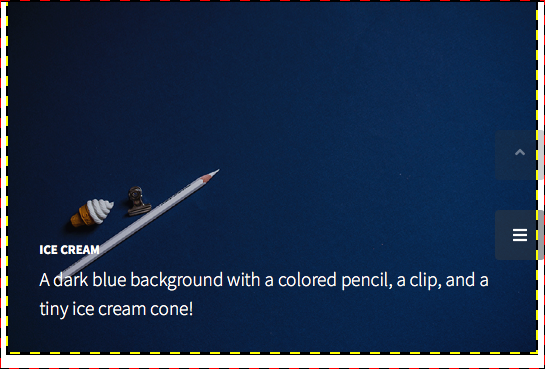 ICE CREAM
A dark blue background with a colored pencil, a clip, and a
tiny ice cream cone!